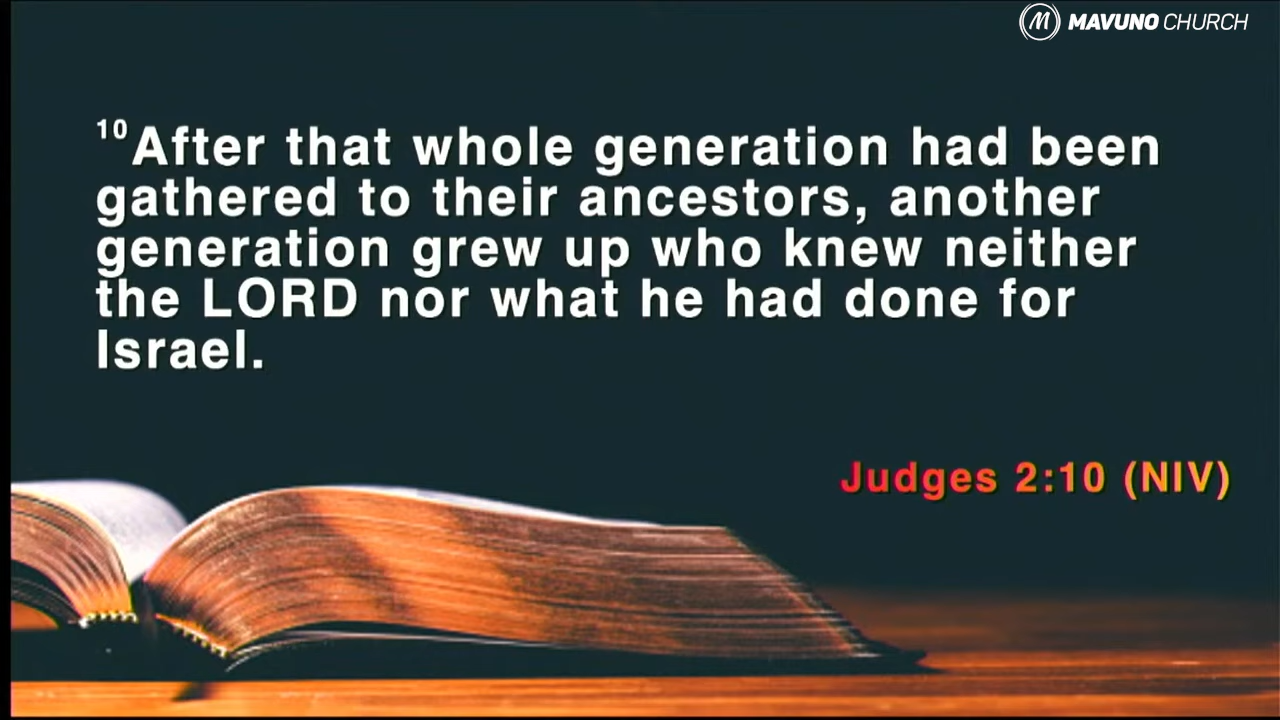 MAVUNO CHURCH
10After that whole generation had been
gathered to their ancestors, another
generation grew up who knew neither
the LORD nor what he had done for
Israel.
Judges 2:10 (NIV)